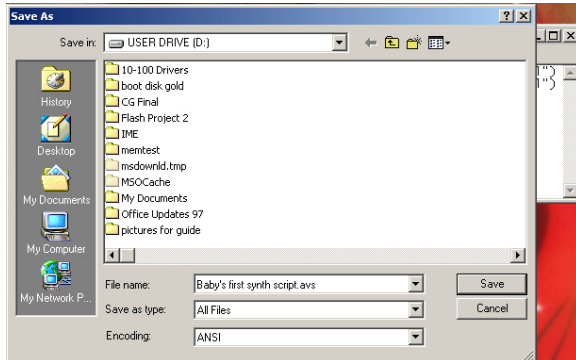 Save As
Save in: USER DRIVE (D:)
History
Desktop
My Documents
My Computer
My Network P...
10-100 Drivers
boot disk gold
CG Final
Flash Project 2
IME
memtest
msdownld.tmp
MSOCache
My Documents
Office Updates 97
pictures for guide
File name: Baby's first synth script.avs Save
Save as type: All Files Cancel
Encoding: ANSI